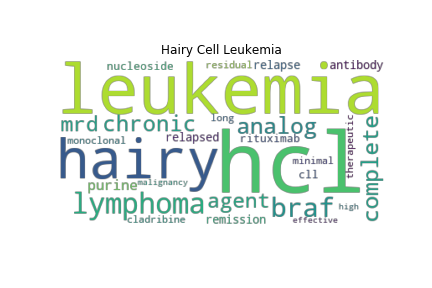 Hairy Cell Leukemia
nucleoside residual relapse antibody
leukemia
mrd chronic long analog
monoclonal relapsed rituximab
hairy hcl minimal therapeutic
cll complete
purine malignancy
lymphoma agent braf high
cladribine remission effective